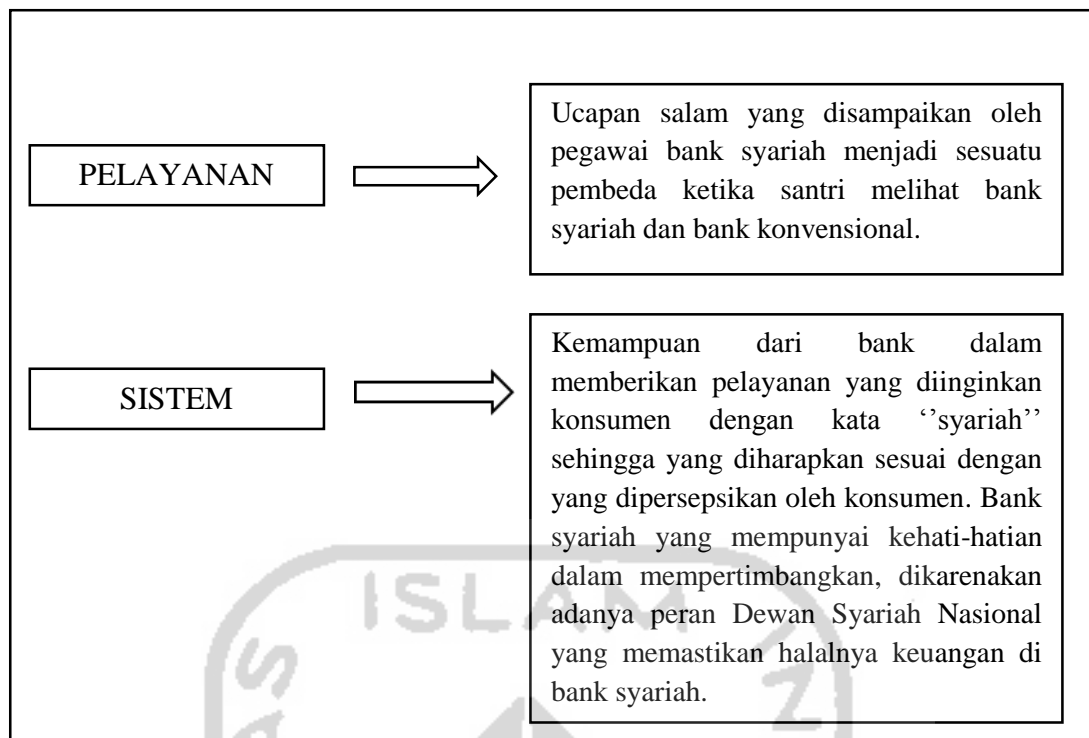 PELAYANAN
Ucapan salam yang disampaikan oleh
pegawai bank syariah menjadi sesuatu
pembeda ketika santri melihat bank
syariah dan bank konvensional.
SISTEM
Kemampuan dari bank dalam
memberikan pelayanan yang diinginkan
konsumen dengan kata ‘’syariah’’
sehingga yang diharapkan sesuai dengan
yang dipersepsikan oleh konsumen. Bank
syariah yang mempunyai kehati-hatian
dalam mempertimbangkan, dikarenakan
adanya peran Dewan Syariah Nasional
yang memastikan halalnya keuangan di
bank syariah.
ISLAM